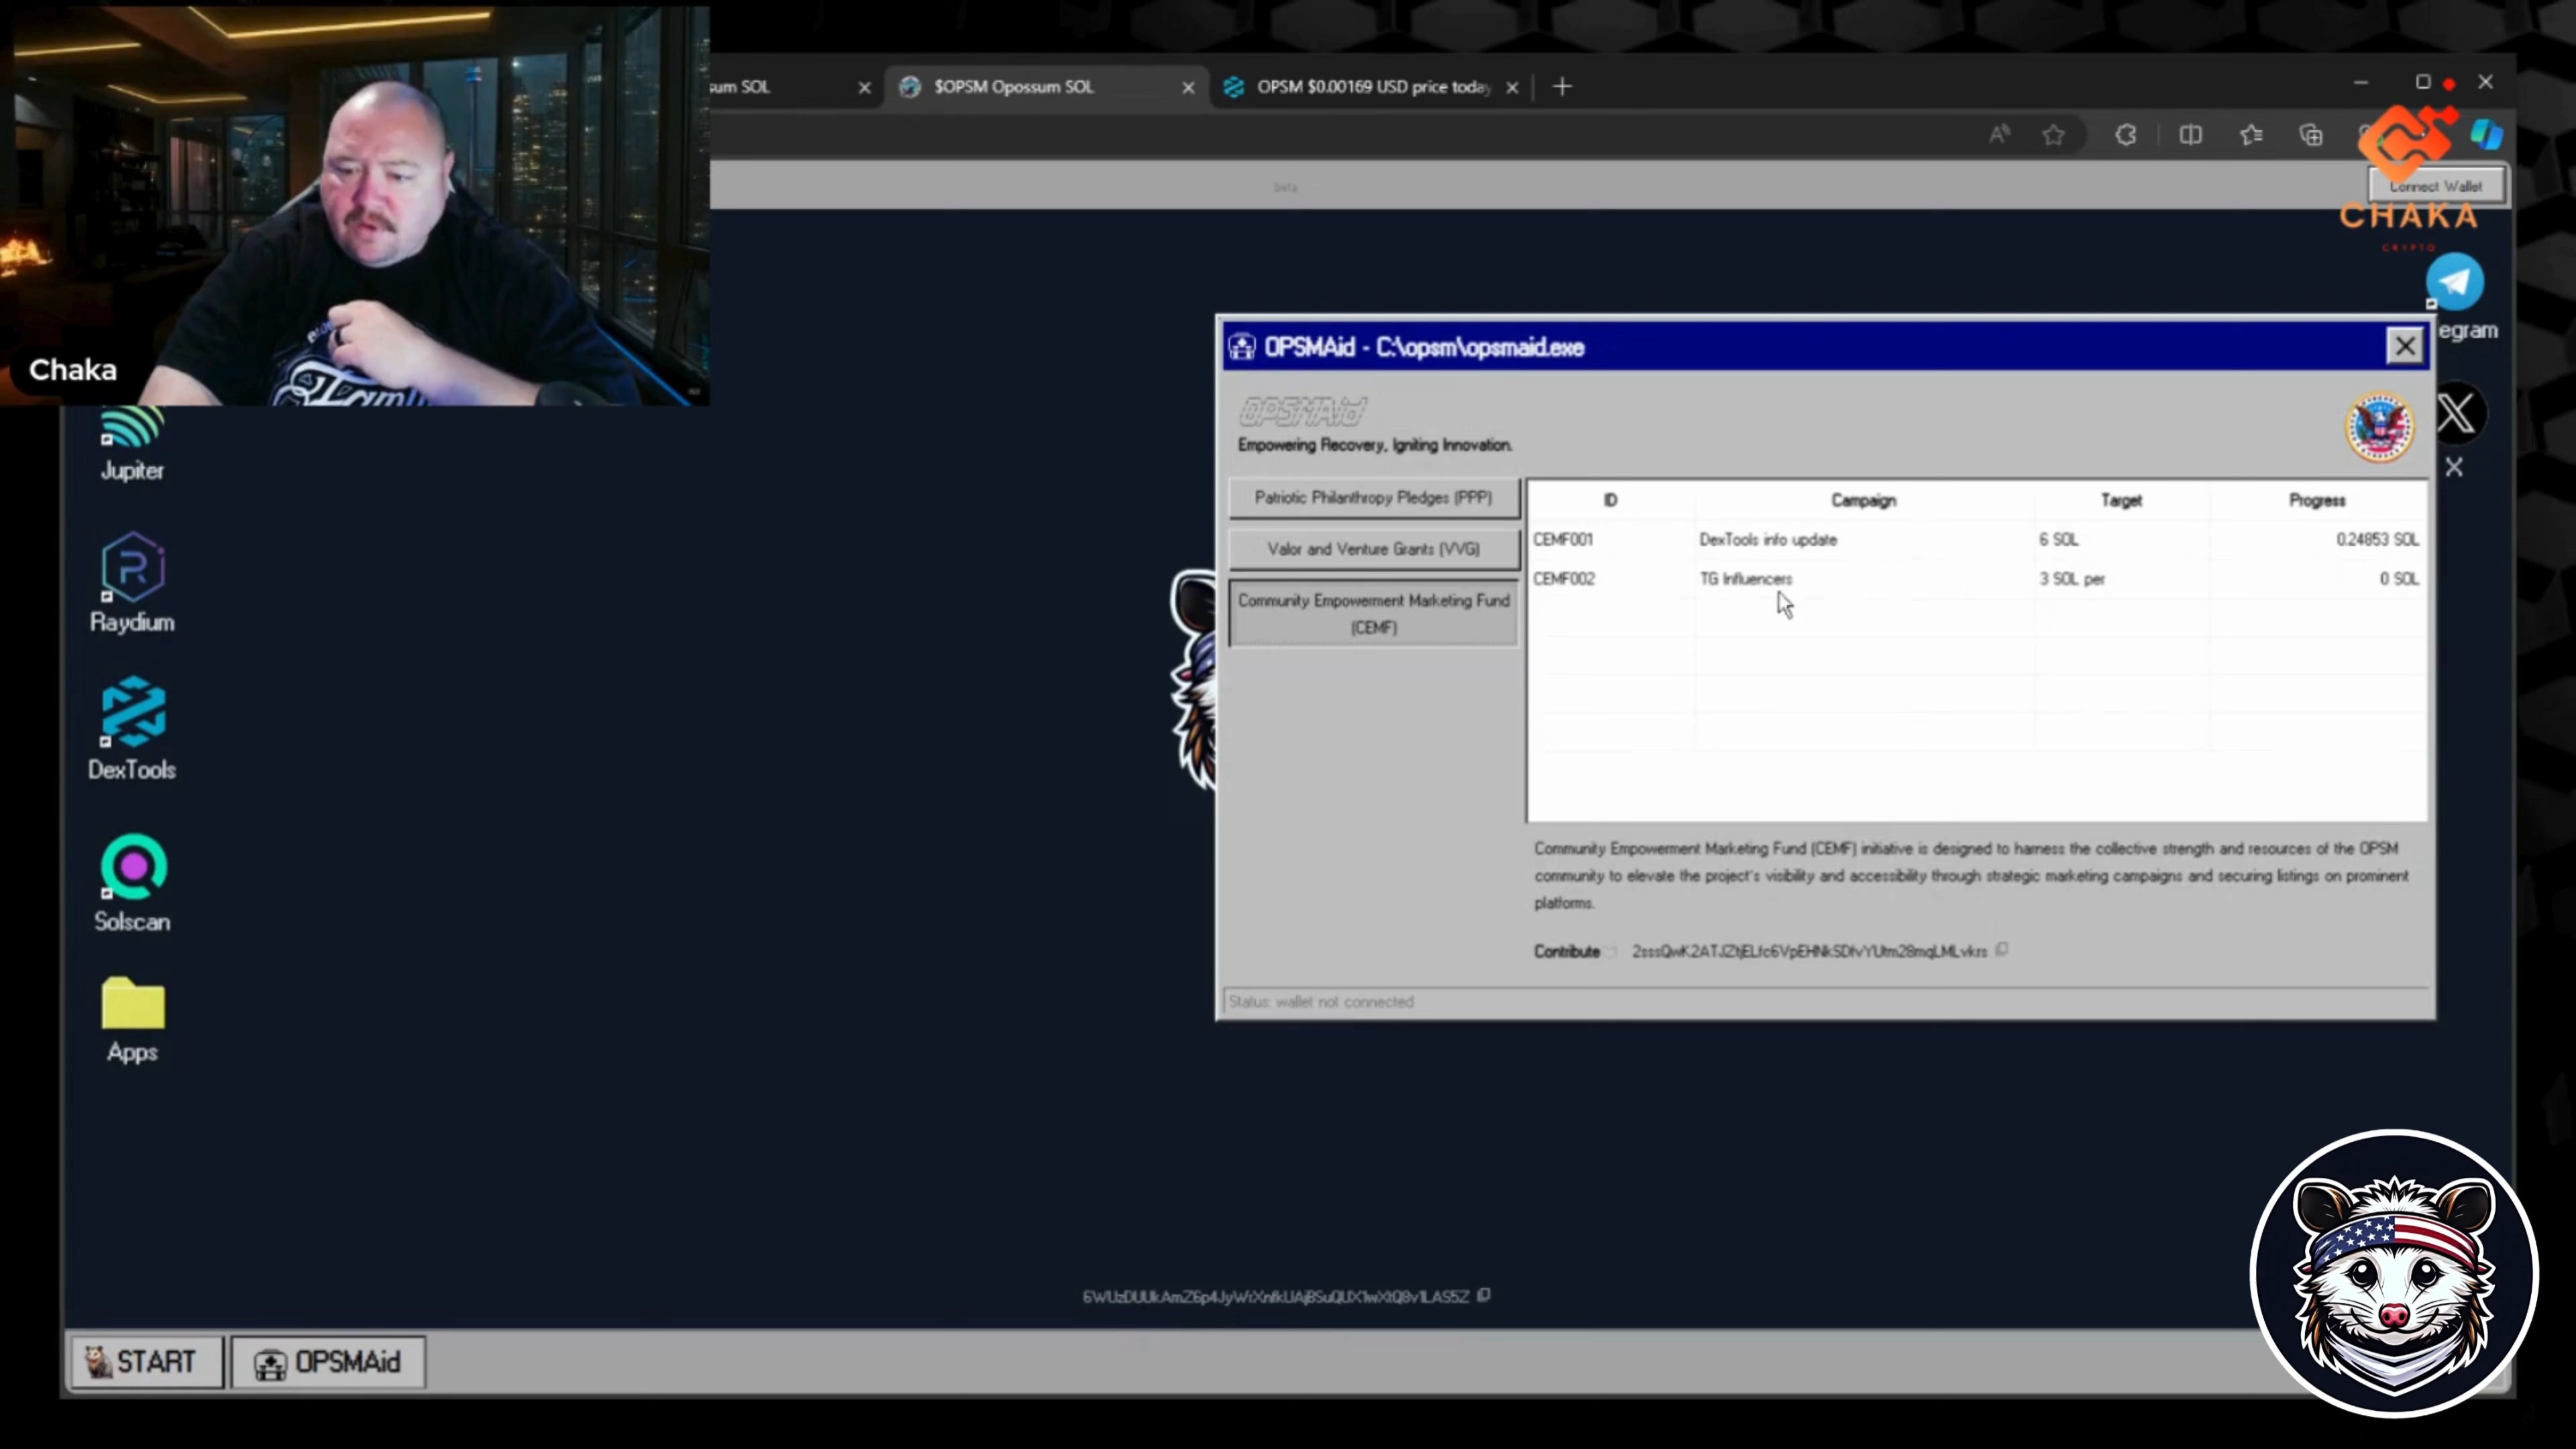 sum SOL
$OPSM Opossum SOL
OPSM $0.00169 USD price today
beta
Connect Wallet
CHAKA
CRYPTO
Chaka
egram
X
Jupiter
Raydium
DexTools
Solscan
Apps
OPSMAid - C:\opsm\opsmaid.exe
OPSMAid
Empowering Recovery, Igniting Innovation.
Patriotic Philanthropy Pledges (PPP)
Valor and Venture Grants (VVG)
Community Empowerment Marketing Fund
(CEMF)
ID Campaign Target Progress
CEMF001 DexTools info update 6 SOL 0.24853 SOL
CEMF002 TG Influencers 3 SOL per 0 SOL
Community Empowerment Marketing Fund (CEMF) initiative is designed to harness the collective strength and resources of the OPSM
community to elevate the project's visibility and accessibility through strategic marketing campaigns and securing listings on prominent
platforms.
Contribute
Status: wallet not connected
START
OPSMAid